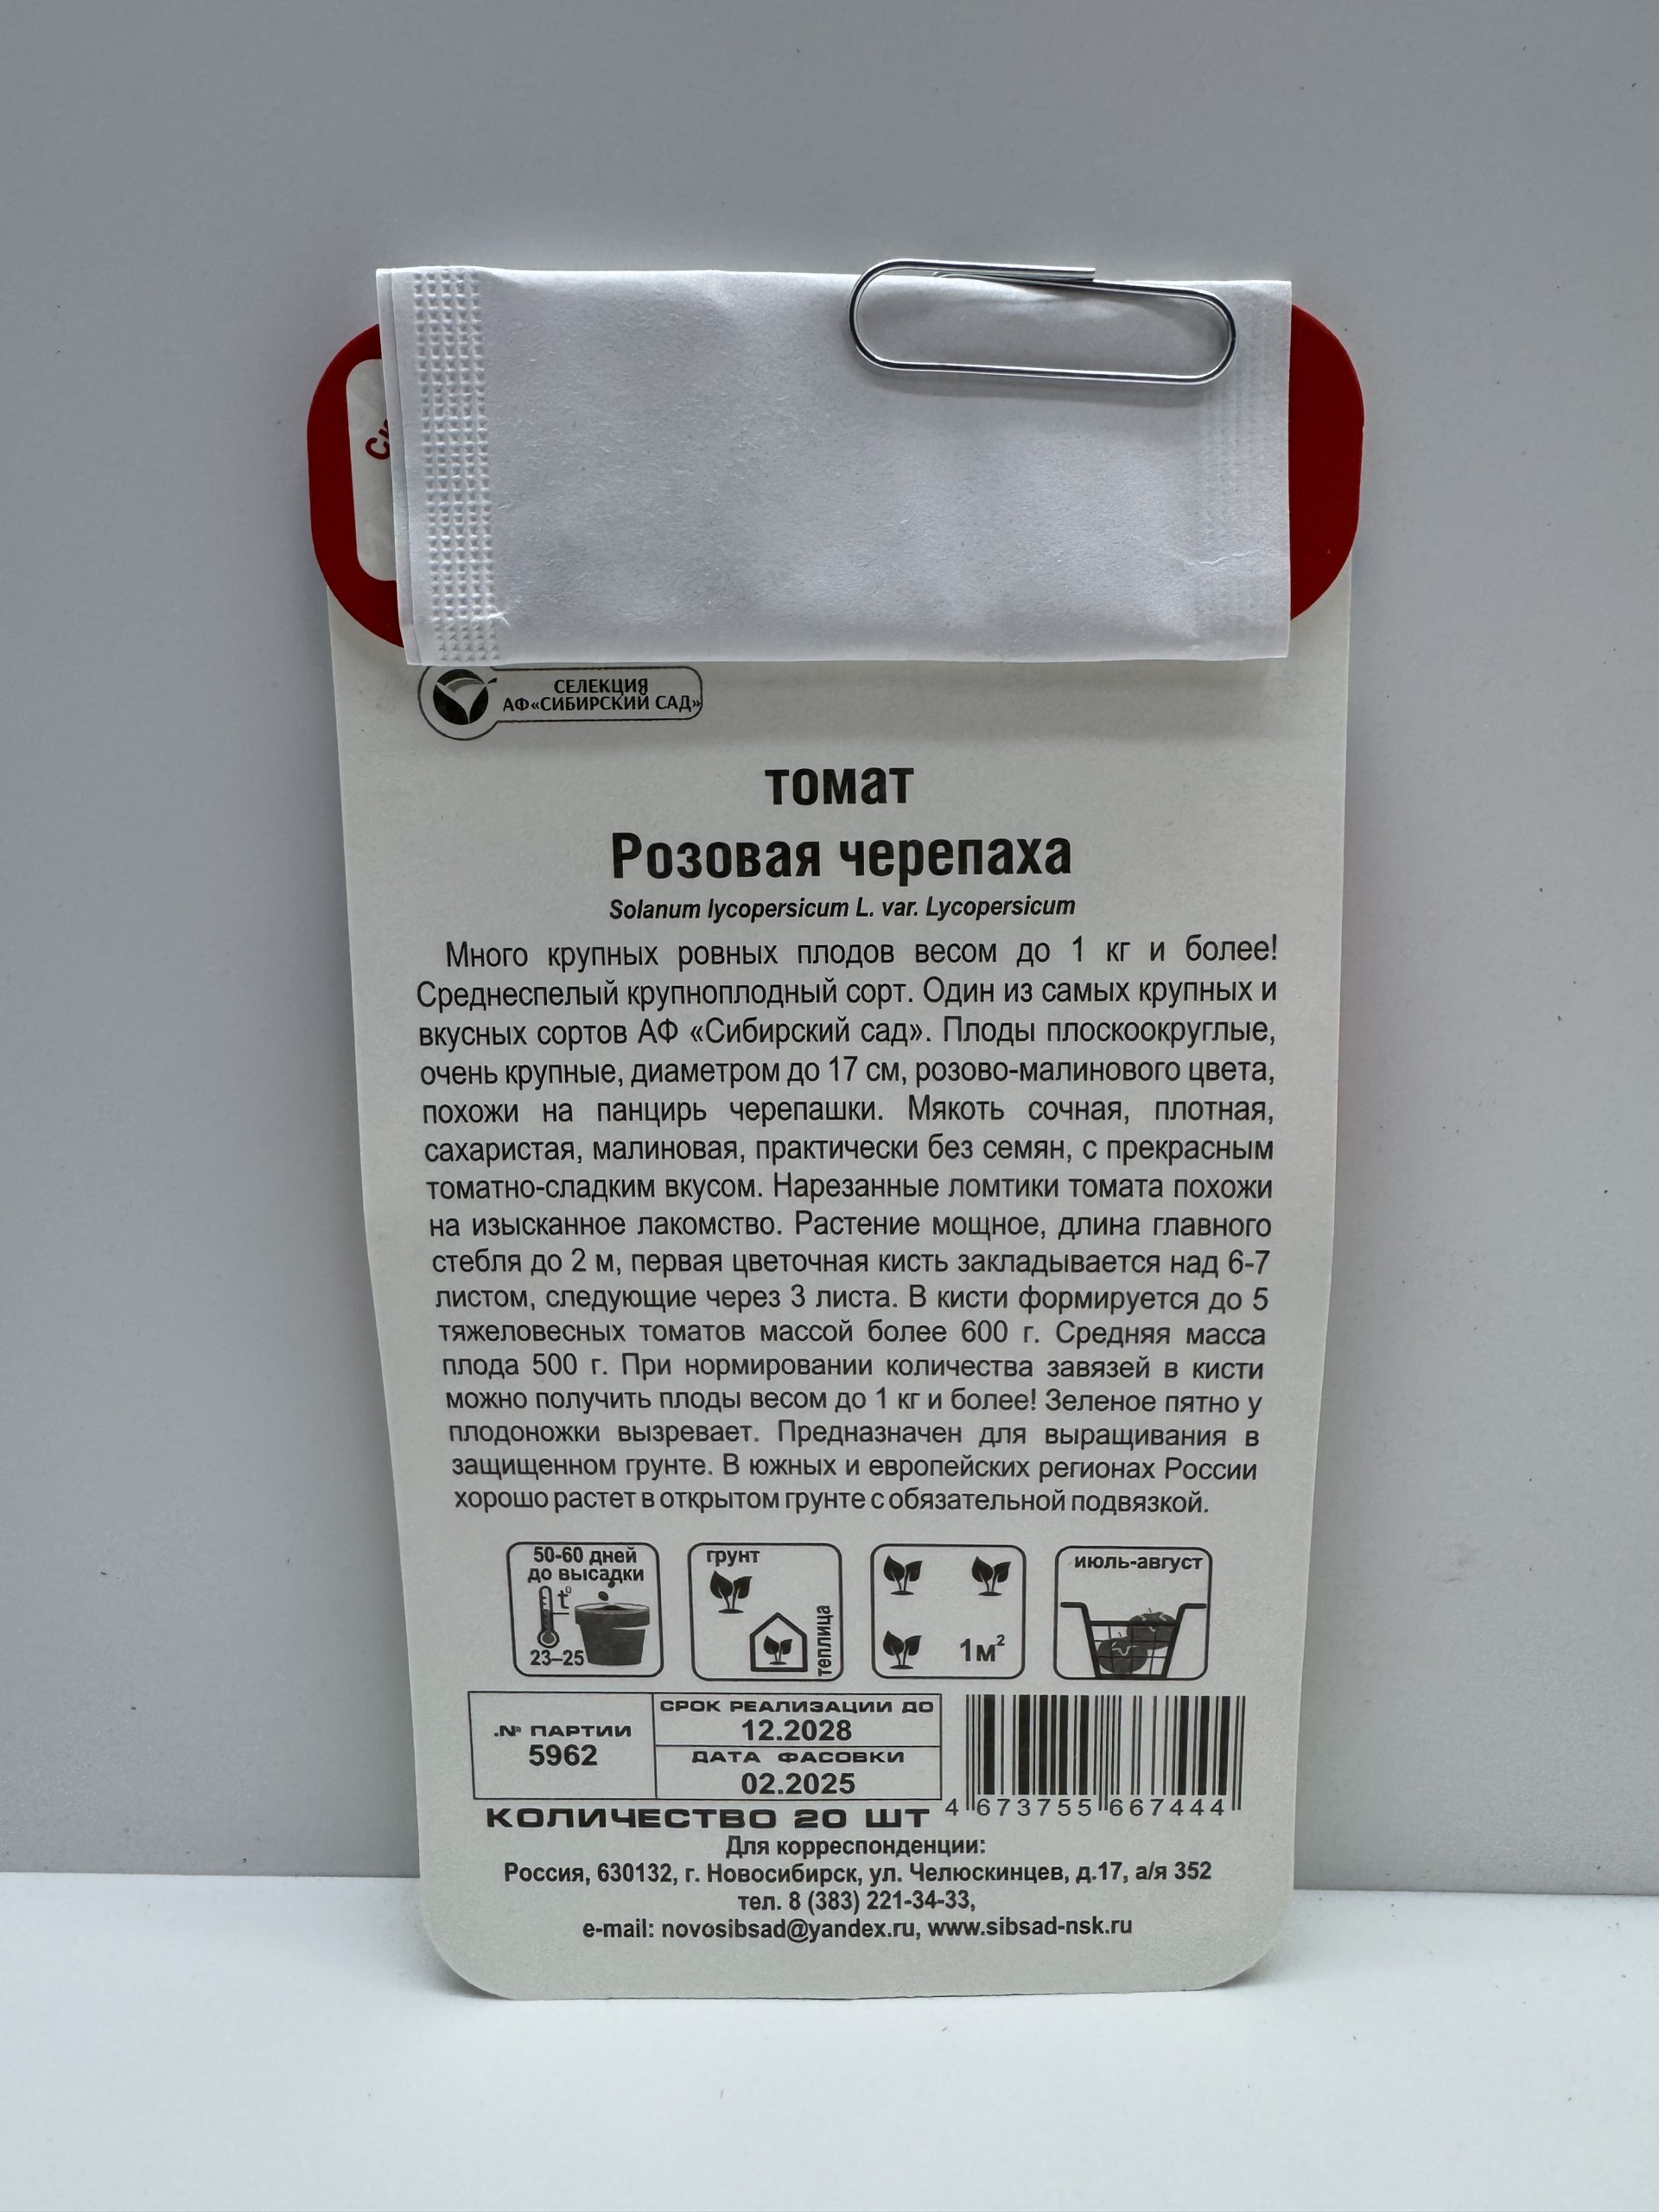 СЕЛЕКЦИЯ
АФ«СИБИРСКИЙ САД»
томат
Розовая черепаха
Solanum lycopersicum L. var. Lycopersicum
Много крупных ровных плодов весом до 1 кг и более!
Среднеспелый крупноплодный сорт. Один из самых крупных и
вкусных сортов АФ «Сибирский сад». Плоды плоскоокруглые,
очень крупные, диаметром до 17 см, розово-малинового цвета,
похожи на панцирь черепашки. Мякоть сочная, плотная,
сахаристая, малиновая, практически без семян, с прекрасным
томатно-сладким вкусом. Нарезанные ломтики томата похожи
на изысканное лакомство. Растение мощное, длина главного
стебля до 2 м, первая цветочная кисть закладывается над 6-7
листом, следующие через 3 листа. В кисти формируется до 5
тяжеловесных томатов массой более 600 г. Средняя масса
плода 500 г. При нормировании количества завязей в кисти
можно получить плоды весом до 1 кг и более! Зеленое пятно у
плодоножки вызревает. Предназначен для выращивания в
защищенном грунте. В южных и европейских регионах России
хорошо растет в открытом грунте с обязательной подвязкой.
50-60 дней
до высадки
t°
23–25
грунт
теплица
1м²
июль-август
№ ПАРТИИ
5962
СРОК РЕАЛИЗАЦИИ ДО
12.2028
ДАТА ФАСОВКИ
02.2025
КОЛИЧЕСТВО 20 ШТ
4 673755 667444
Для корреспонденции:
Россия, 630132, г. Новосибирск, ул. Челюскинцев, д.17, а/я 352
тел. 8 (383) 221-34-33,
e-mail: novosibsad@yandex.ru, www.sibsad-nsk.ru